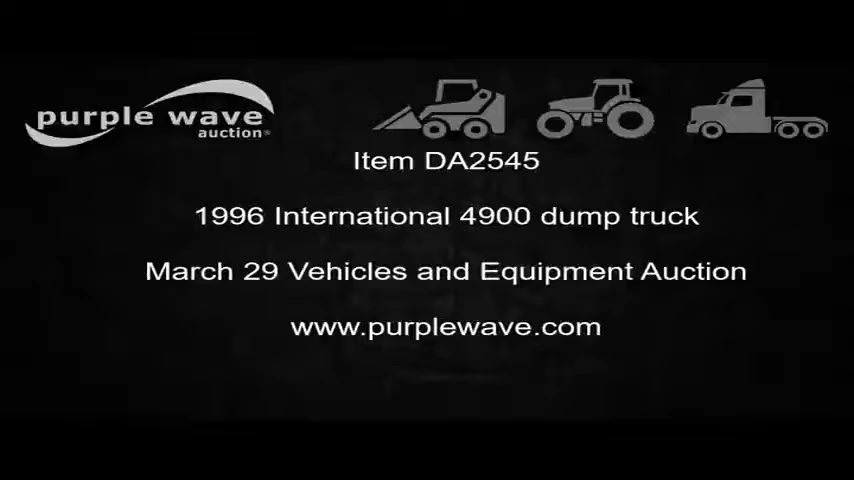 purple wave
auction®
Item DA2545
1996 International 4900 dump truck
March 29 Vehicles and Equipment Auction
www.purplewave.com